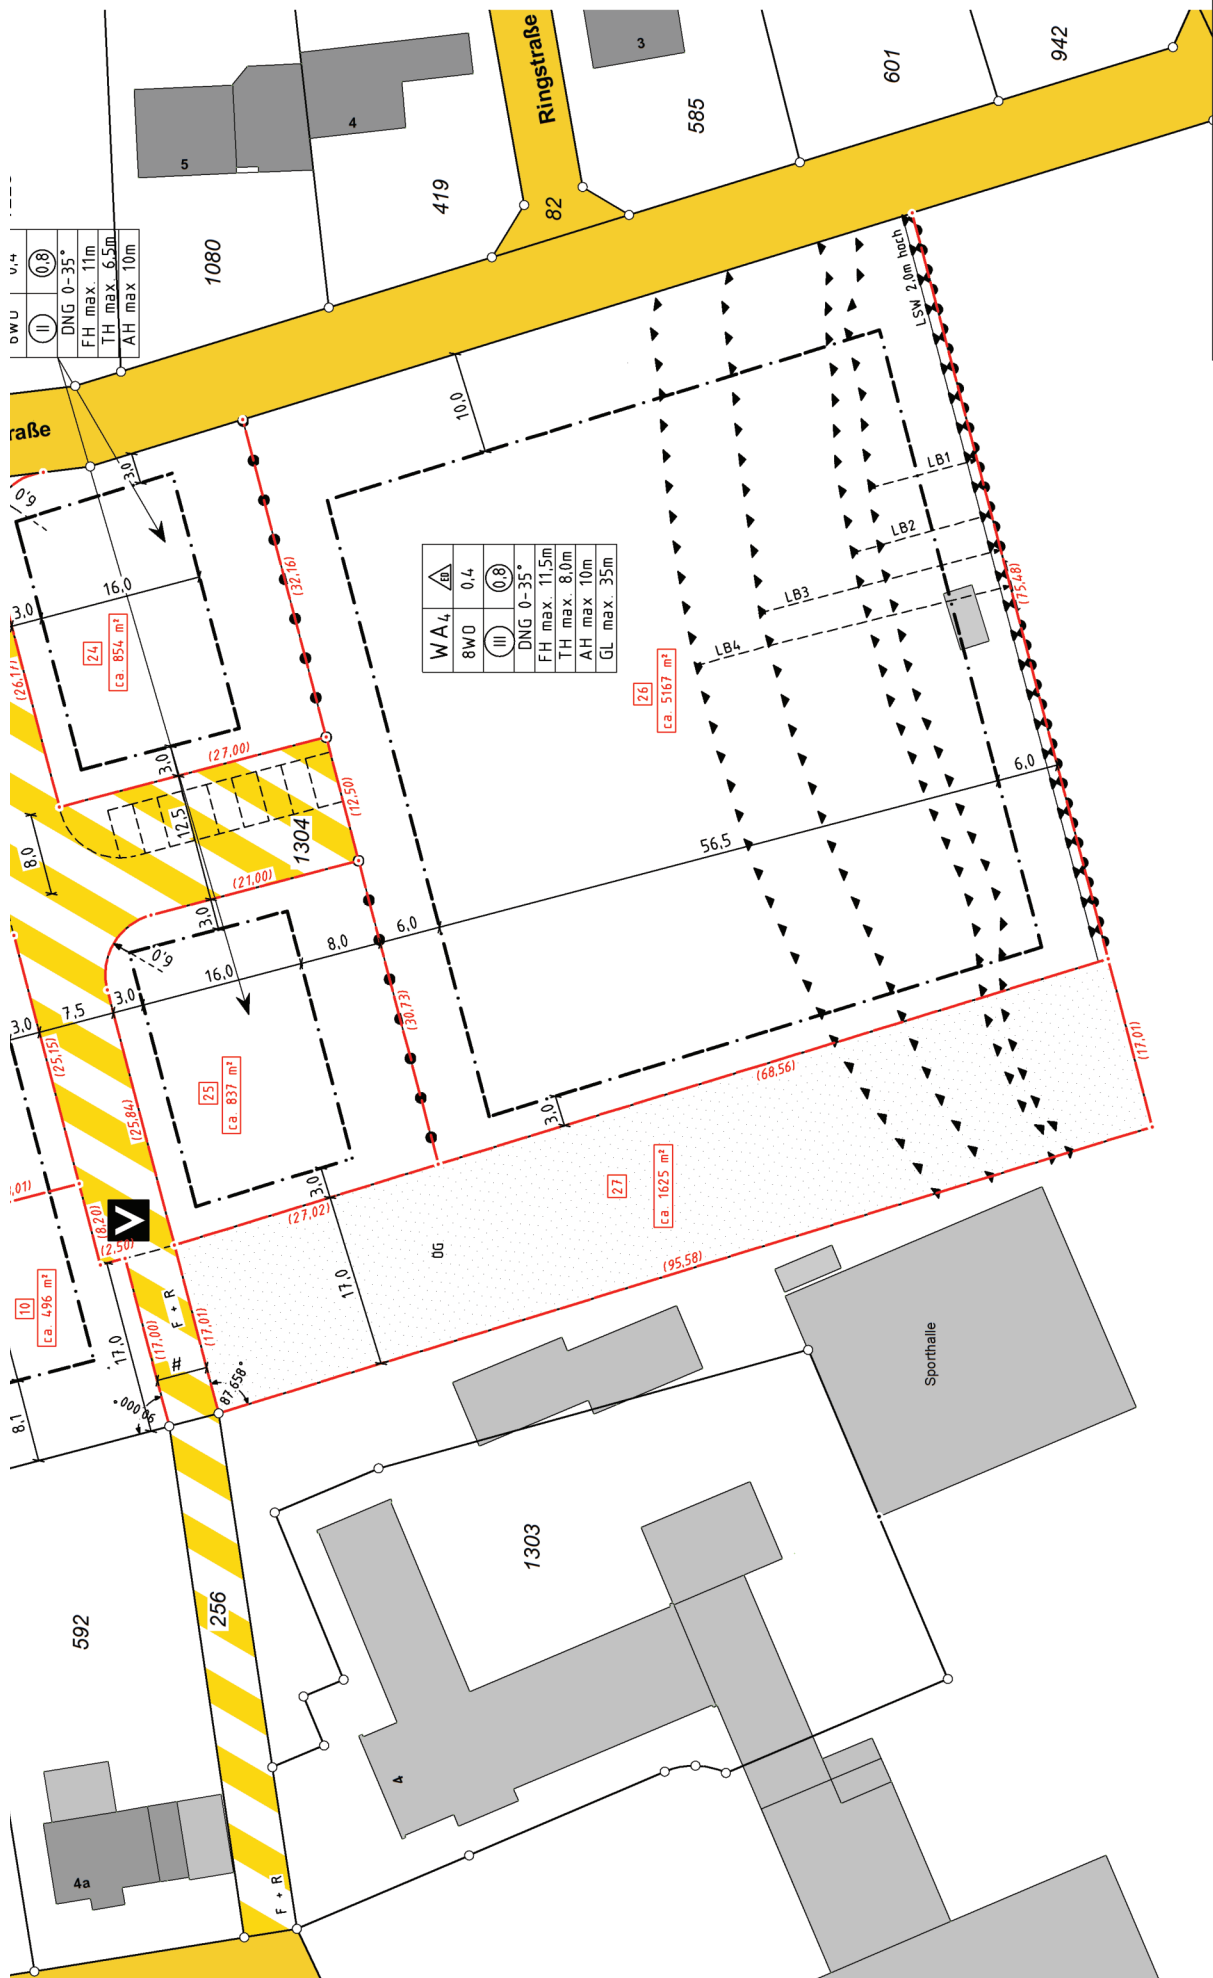 Ringstraße
3
942
601
585
5
4
419
82
1080
II
0,8
DNG 0-35°
FH max. 11m
TH max. 6,5m
AH max 10m
raße
3,0
6,0
16,0
3,0
24
ca. 854 m²
(32,16)
10,0
LSW 2,0m hoch
LB1
LB2
LB3
LB4
(75,48)
WA4
ED
8WO
0,4
III
0,8
DNG 0-35°
FH max. 11,5m
TH max. 8,0m
AH max 10m
GL max. 35m
26
ca. 5167 m²
3,0
(27,00)
12,5
1304
(12,50)
8,0
(21,00)
3,0
6,0
16,0
8,0
6,0
56,5
6,0
3,0
7,5
3,0
(25,15)
(25,84)
25
ca. 837 m²
(30,73)
(68,56)
(17,01)
3,0
27
ca. 1625 m²
,01)
(8,20)
(2,50)
V
3,0
(27,02)
ÖG
(95,58)
17,0
10
ca. 496 m²
17,0
(17,00)
F + R
(17,01)
#
8,1
90.000°
87.658°
Sporthalle
592
256
1303
4
4a
F + R